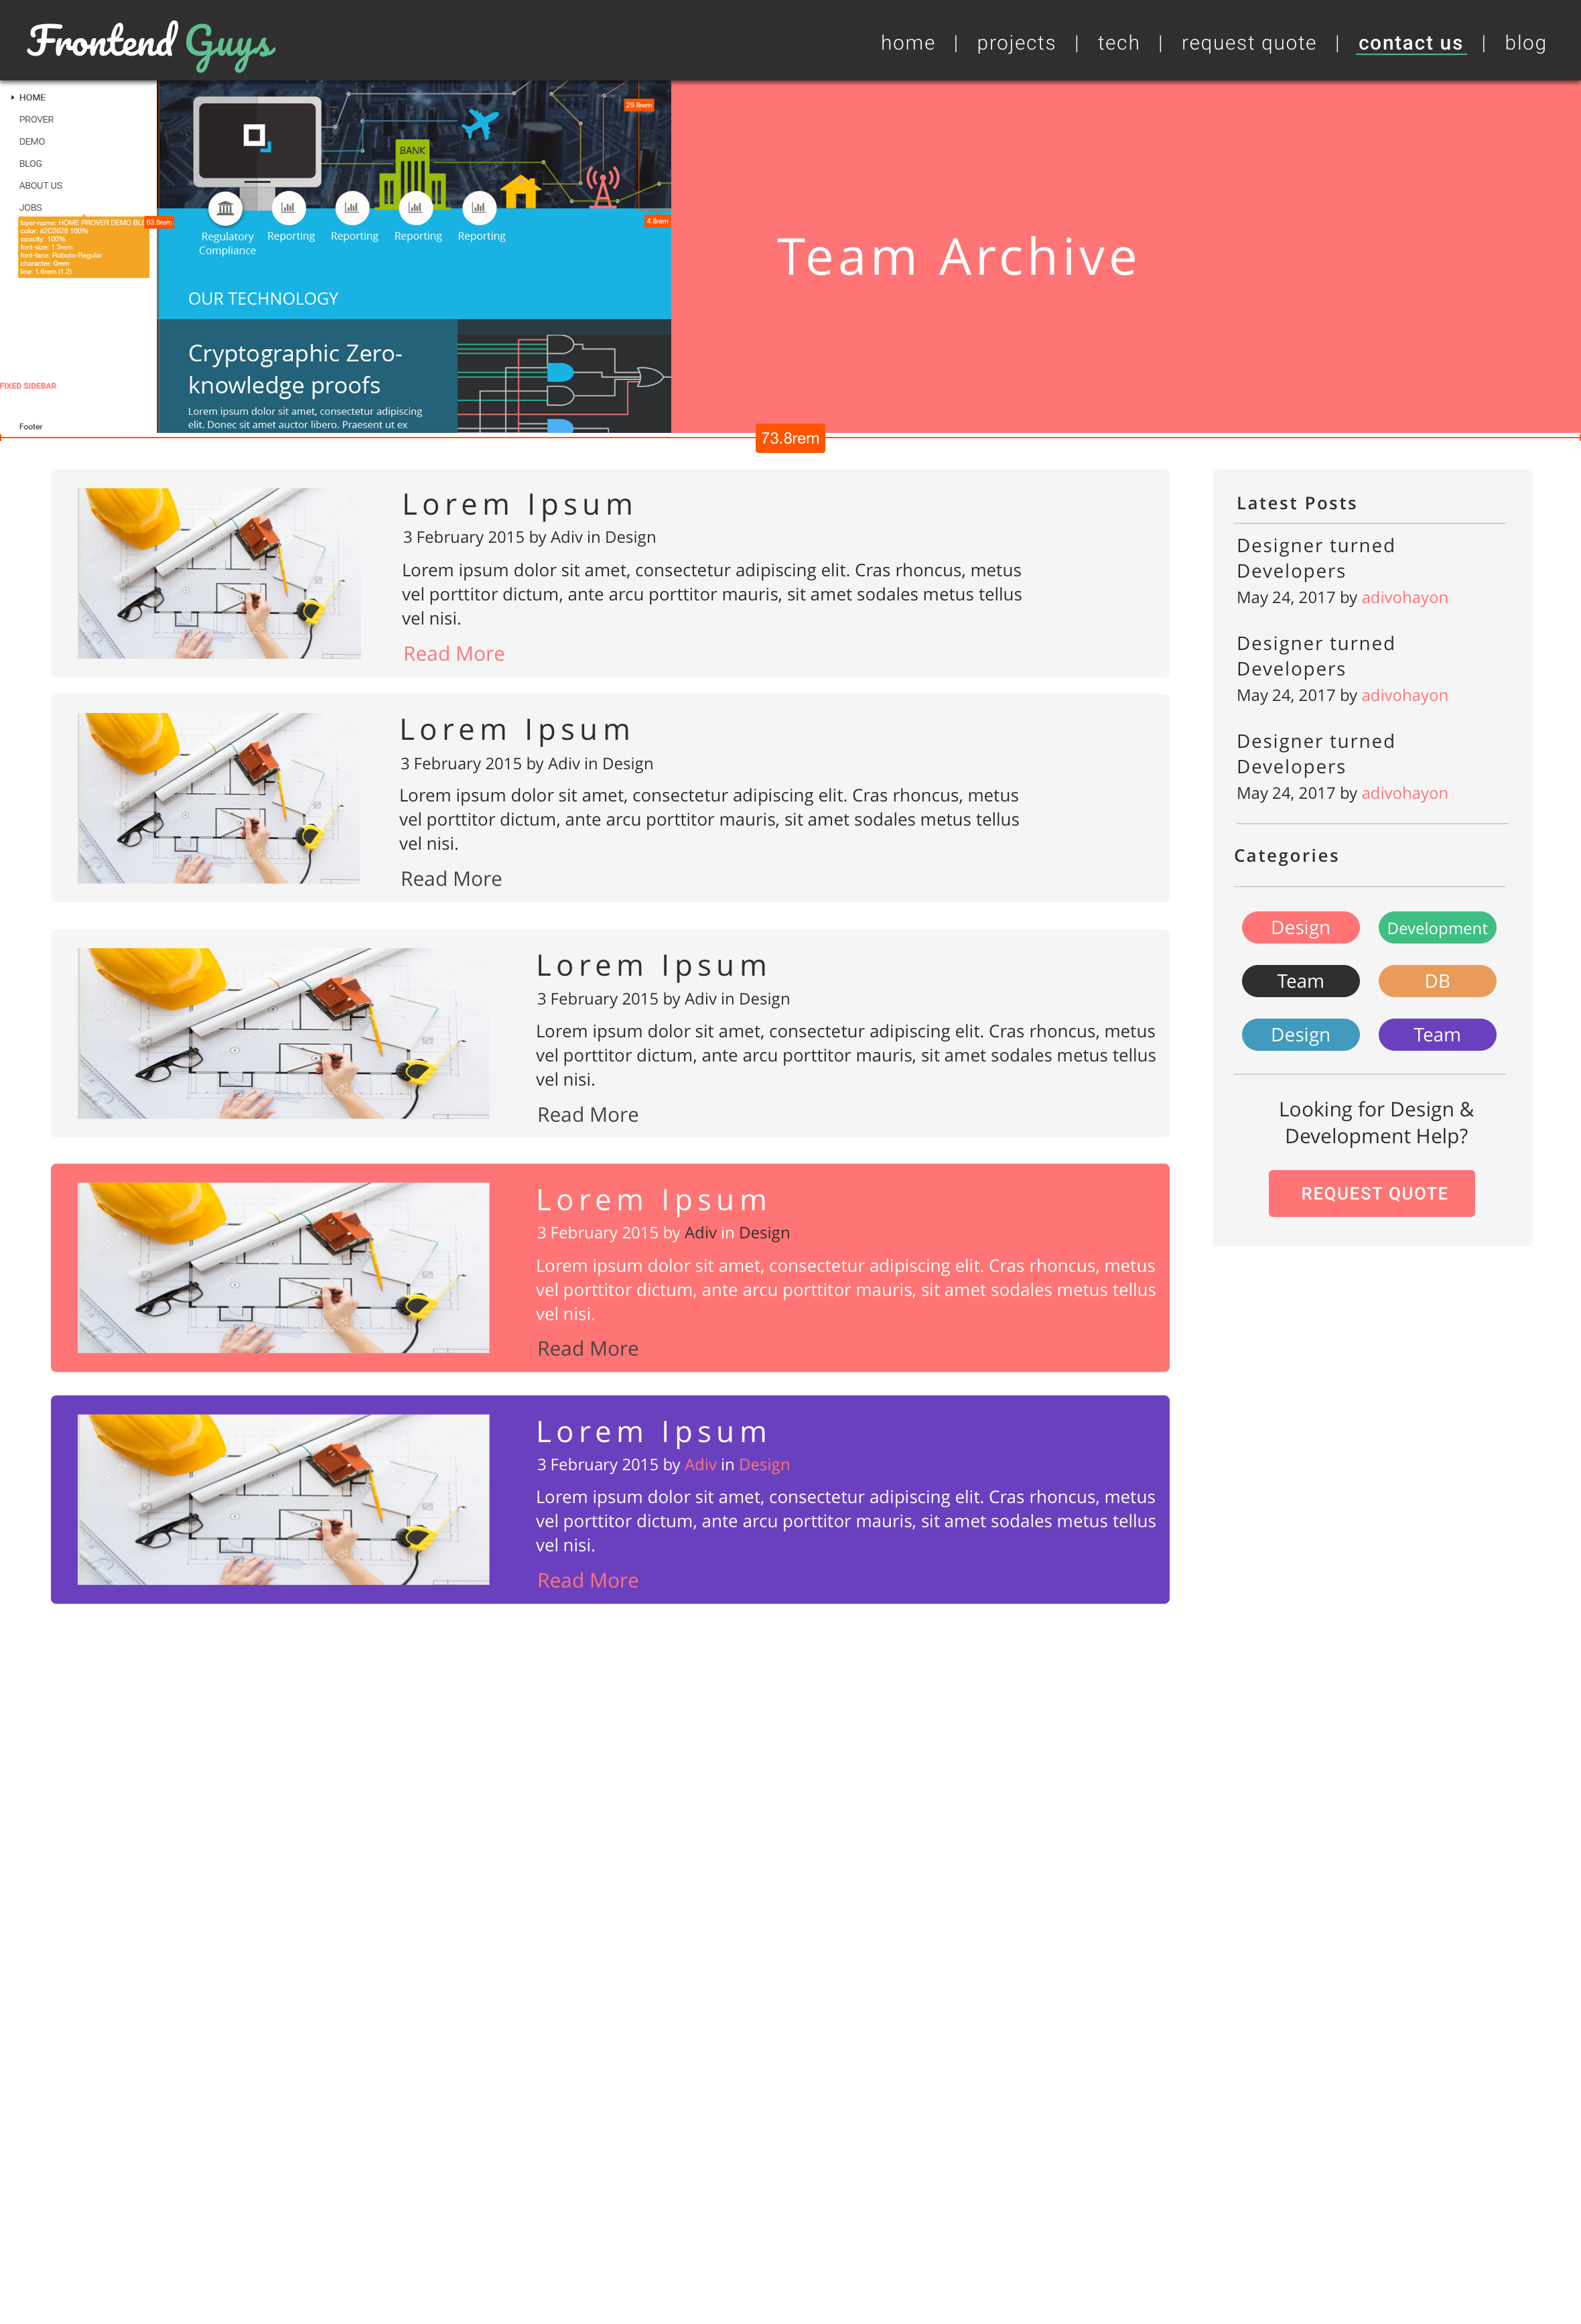 Frontend Guys
home | projects | tech | request quote | contact us | blog
HOME
PROVER
DEMO
BLOG
ABOUT US
JOBS
layer-name: HOME PROVER DEMO BL
63.5rem
color: #2C2628 100%
opacity: 100%
font-size: 1.3rem
font-face: Roboto-Regular
character: 0rem
line: 1.6rem (1.2)
FIXED SIDEBAR
Footer
29.8rem
BANK
4.8rem
Regulatory
Compliance
Reporting
Reporting
Reporting
Reporting
OUR TECHNOLOGY
Cryptographic Zero-
knowledge proofs
Lorem ipsum dolor sit amet, consectetur adipiscing
elit. Donec sit amet auctor libero. Praesent ut ex
Team Archive
73.8rem
Lorem Ipsum
3 February 2015 by Adiv in Design
Lorem ipsum dolor sit amet, consectetur adipiscing elit. Cras rhoncus, metus
vel porttitor dictum, ante arcu porttitor mauris, sit amet sodales metus tellus
vel nisi.
Read More
Lorem Ipsum
3 February 2015 by Adiv in Design
Lorem ipsum dolor sit amet, consectetur adipiscing elit. Cras rhoncus, metus
vel porttitor dictum, ante arcu porttitor mauris, sit amet sodales metus tellus
vel nisi.
Read More
Lorem Ipsum
3 February 2015 by Adiv in Design
Lorem ipsum dolor sit amet, consectetur adipiscing elit. Cras rhoncus, metus
vel porttitor dictum, ante arcu porttitor mauris, sit amet sodales metus tellus
vel nisi.
Read More
Lorem Ipsum
3 February 2015 by Adiv in Design
Lorem ipsum dolor sit amet, consectetur adipiscing elit. Cras rhoncus, metus
vel porttitor dictum, ante arcu porttitor mauris, sit amet sodales metus tellus
vel nisi.
Read More
Lorem Ipsum
3 February 2015 by Adiv in Design
Lorem ipsum dolor sit amet, consectetur adipiscing elit. Cras rhoncus, metus
vel porttitor dictum, ante arcu porttitor mauris, sit amet sodales metus tellus
vel nisi.
Read More
Latest Posts
Designer turned
Developers
May 24, 2017 by adivohayon
Designer turned
Developers
May 24, 2017 by adivohayon
Designer turned
Developers
May 24, 2017 by adivohayon
Categories
Design
Development
Team
DB
Design
Team
Looking for Design &
Development Help?
REQUEST QUOTE